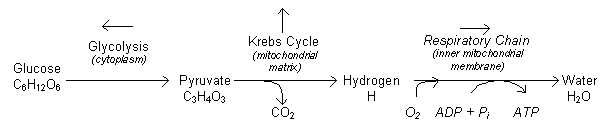 Glycolysis
(cytoplasm)
Krebs Cycle
(mitochondrial
matrix)
Respiratory Chain
(inner mitochondrial
membrane)
Glucose
C₆H₁₂O₆
Pyruvate
C₃H₄O₃
CO₂
Hydrogen
H
O₂ ADP + Pᵢ ATP
Water
H₂O